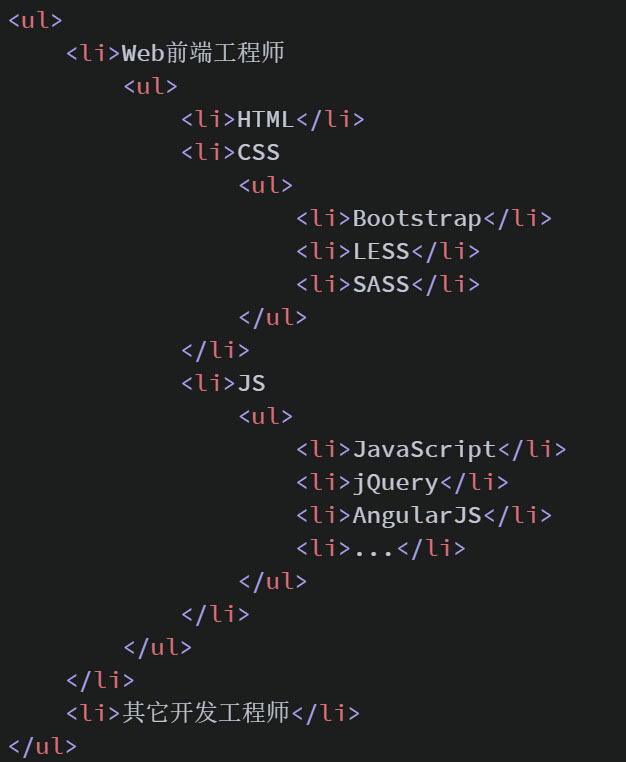 <ul>
    <li>Web前端工程师
        <ul>
            <li>HTML</li>
            <li>CSS
                <ul>
                    <li>Bootstrap</li>
                    <li>LESS</li>
                    <li>SASS</li>
                </ul>
            </li>
            <li>JS
                <ul>
                    <li>JavaScript</li>
                    <li>jQuery</li>
                    <li>AngularJS</li>
                    <li>...</li>
                </ul>
            </li>
        </ul>
    </li>
    <li>其它开发工程师</li>
</ul>